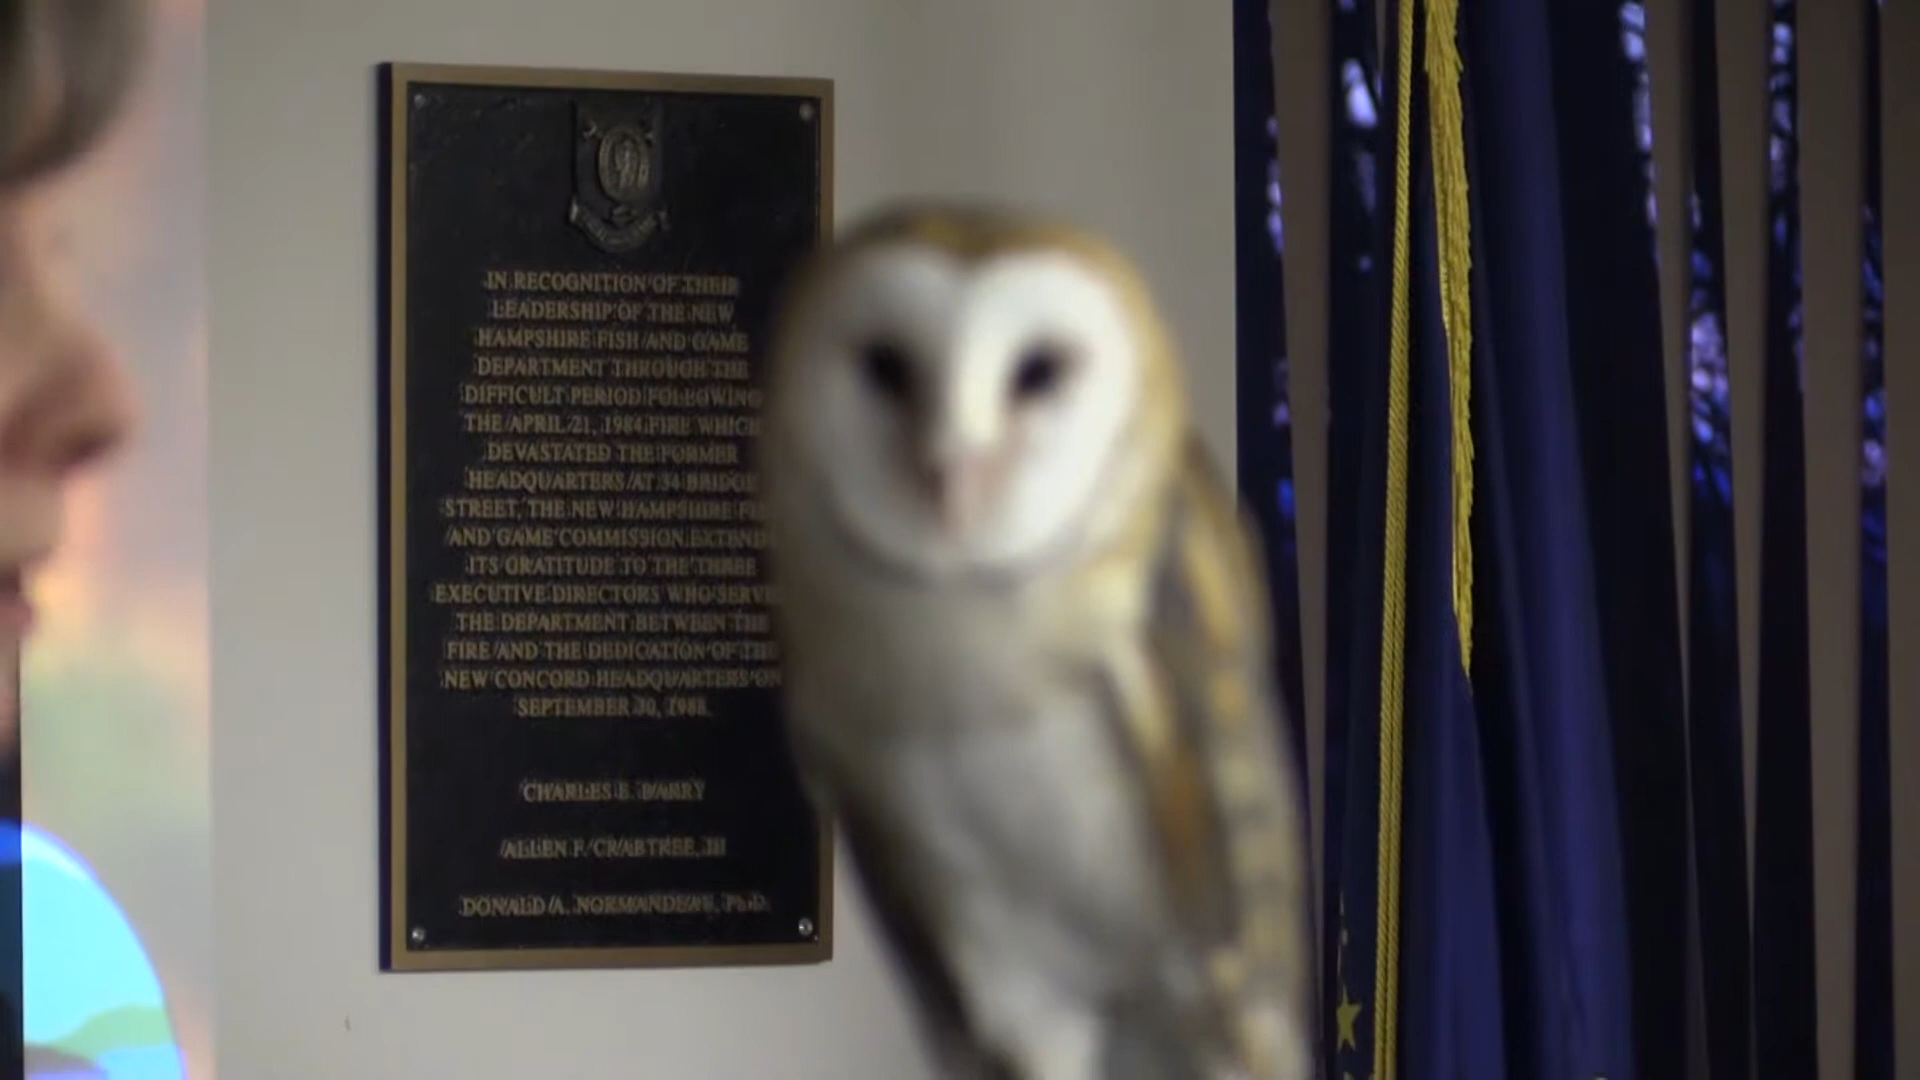 IN RECOGNITION OF THEIR
LEADERSHIP OF THE NEW
HAMPSHIRE FISH AND GAME
DEPARTMENT THROUGH THE
DIFFICULT PERIOD FOLLOWING
THE APRIL 21, 1984 FIRE WHICH
DEVASTATED THE FORMER
HEADQUARTERS AT 34 BRIDGE
STREET, THE NEW HAMPSHIRE
AND GAME COMMISSION EXTEND
ITS GRATITUDE TO THE THREE
EXECUTIVE DIRECTORS WHO SERVE
THE DEPARTMENT BETWEEN THE
FIRE AND THE DEDICATION OF THE
NEW CONCORD HEADQUARTERS ON
SEPTEMBER 30, 1988.
CHARLES E. BARRY
ALLEN F. CRABTREE, III
DONALD A. NORMANDEAU, Ph.D.